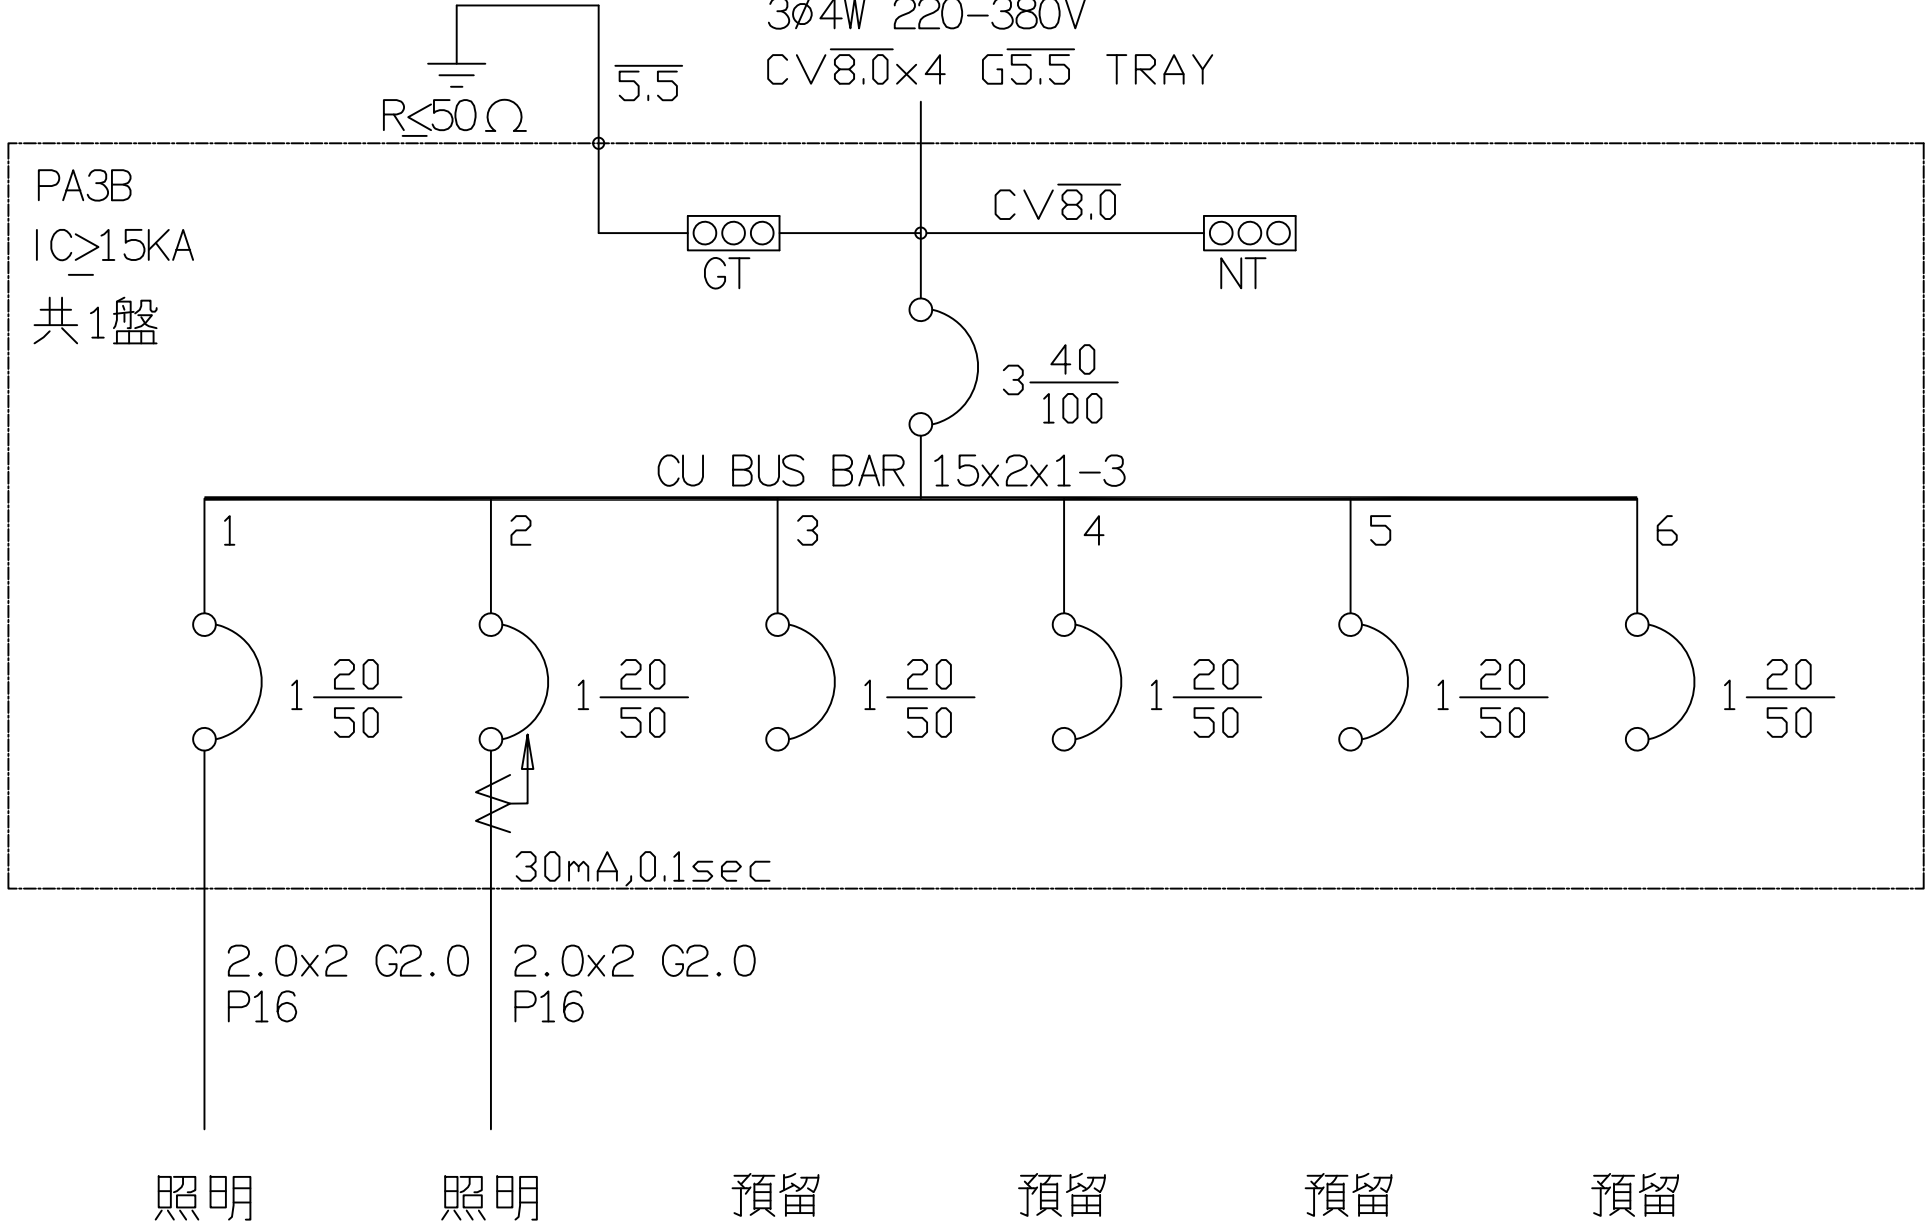 3ø4W 220-380V
CV8.0x4 G5.5 TRAY
5.5
R≤50Ω
PA3B
IC≥15KA
共1盤
CV8.0
GT
NT
3 40/100
CU BUS BAR 15x2x1-3
1 2 3 4 5 6
1 20/50 1 20/50 1 20/50 1 20/50 1 20/50 1 20/50
30mA,0.1sec
2.0x2 G2.0 2.0x2 G2.0
P16 P16
照明 照明 預留 預留 預留 預留